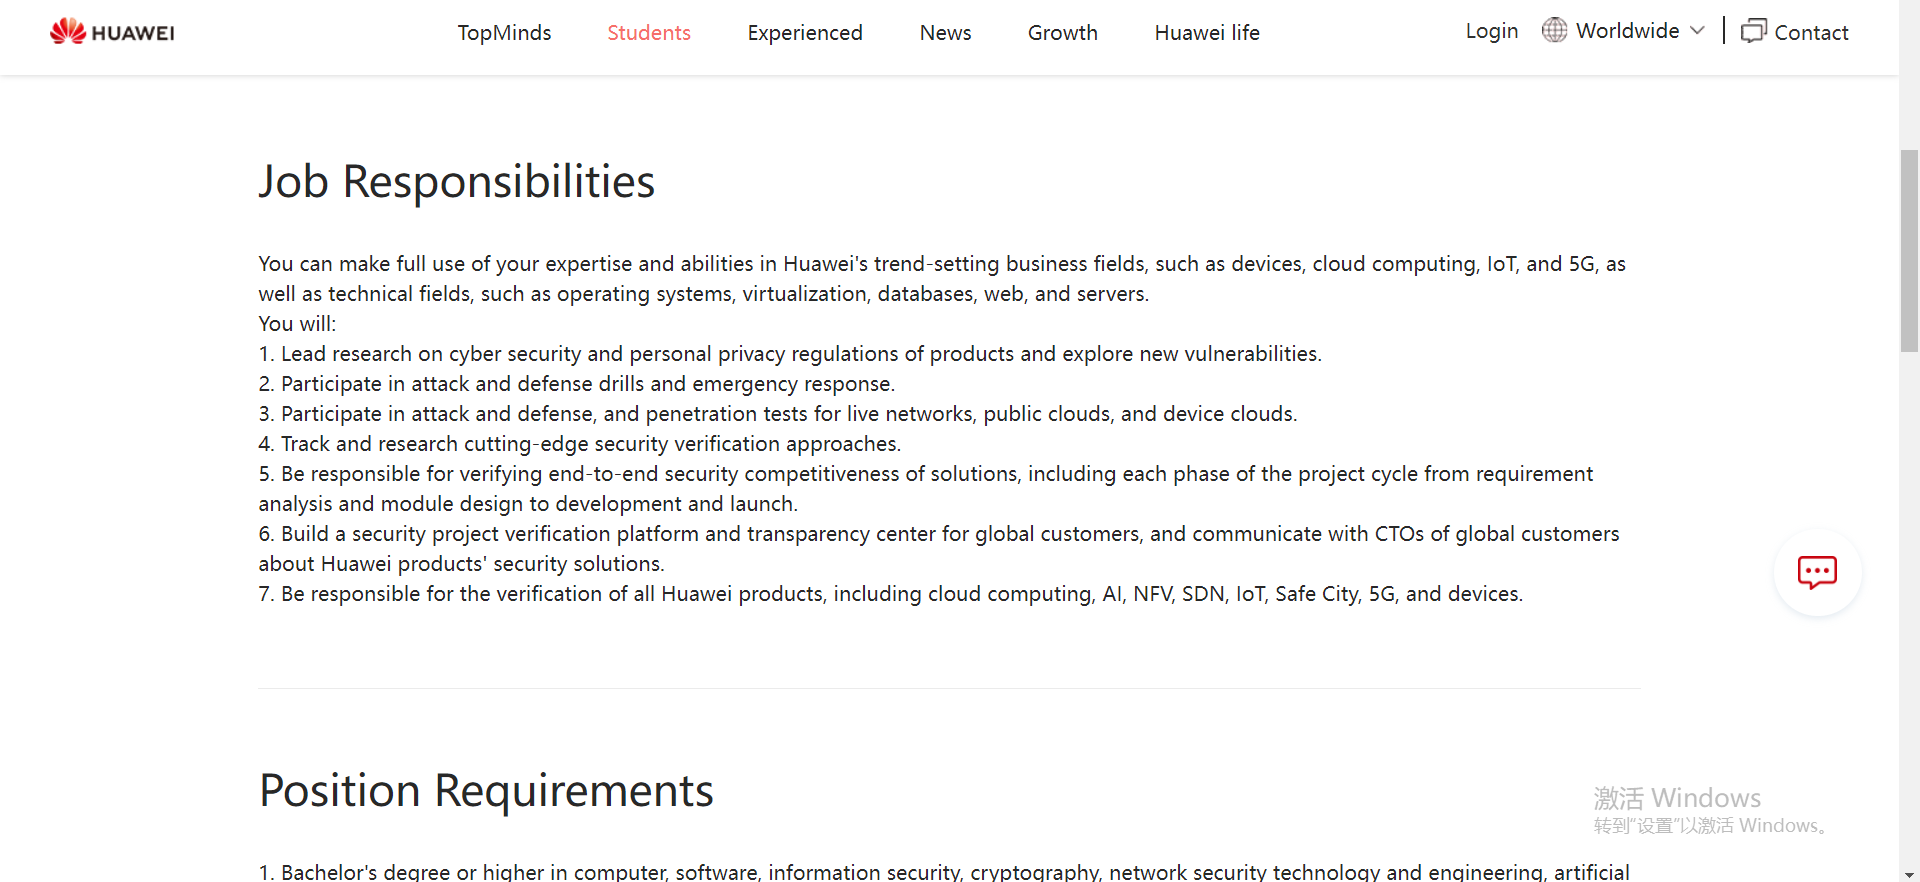 HUAWEI
TopMinds
Students
Experienced
News
Growth
Huawei life
Login
Worldwide
Contact
Job Responsibilities
You can make full use of your expertise and abilities in Huawei's trend-setting business fields, such as devices, cloud computing, IoT, and 5G, as
well as technical fields, such as operating systems, virtualization, databases, web, and servers.
You will:
1. Lead research on cyber security and personal privacy regulations of products and explore new vulnerabilities.
2. Participate in attack and defense drills and emergency response.
3. Participate in attack and defense, and penetration tests for live networks, public clouds, and device clouds.
4. Track and research cutting-edge security verification approaches.
5. Be responsible for verifying end-to-end security competitiveness of solutions, including each phase of the project cycle from requirement
analysis and module design to development and launch.
6. Build a security project verification platform and transparency center for global customers, and communicate with CTOs of global customers
about Huawei products' security solutions.
7. Be responsible for the verification of all Huawei products, including cloud computing, AI, NFV, SDN, IoT, Safe City, 5G, and devices.
Position Requirements
激活 Windows
转到“设置”以激活 Windows。
1. Bachelor's degree or higher in computer, software, information security, cryptography, network security technology and engineering, artificial